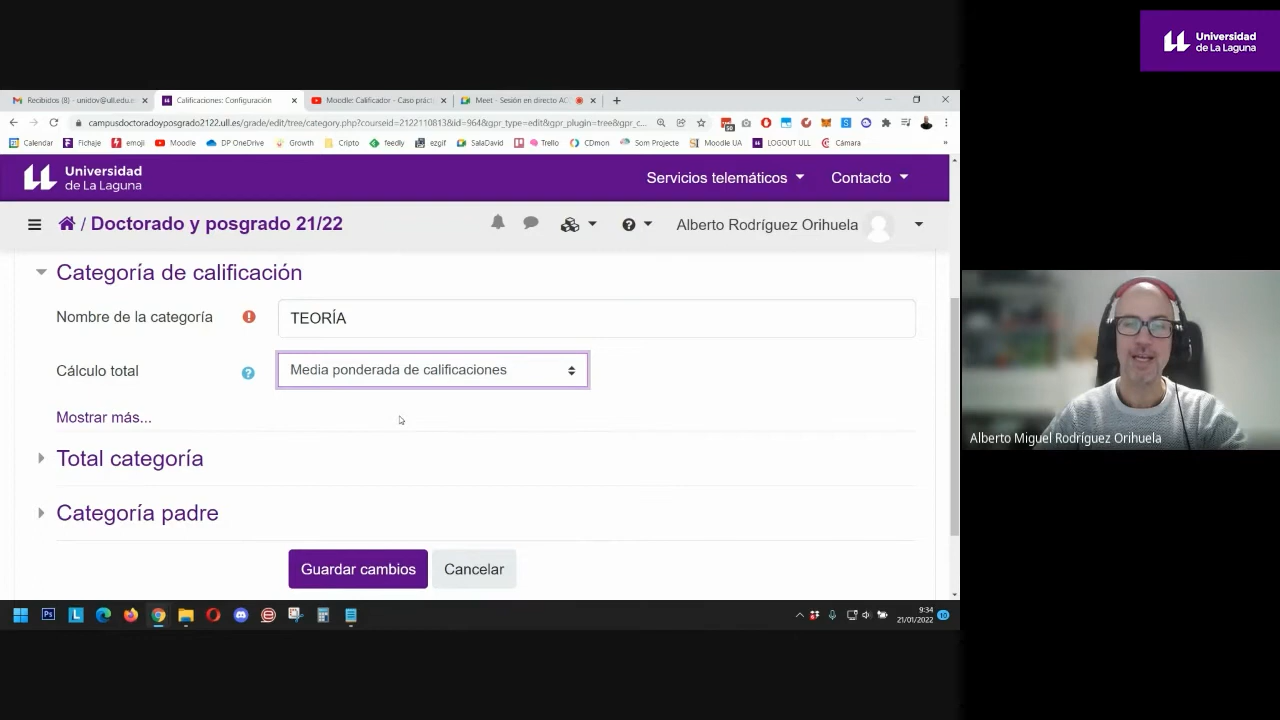 Universidad
de La Laguna
Recibidos (8) - unidov@ull.edu.e
Calificaciones: Configuración
Moodle: Calificador - Caso práct
Meet - Sesión en directo AC
campusdoctoradoyposgrado2122.ull.es/grade/edit/tree/category.php?courseid=2122110813&id=964&gpr_type=edit&gpr_plugin=tree&gpr_c...
Calendar Fichaje emoji Moodle DP OneDrive Growth Cripto feedly ezgif SalaDavid Trello CDmon Som Projecte Moodle UA LOGOUT ULL Cámara
Universidad
de La Laguna
Servicios telemáticos Contacto
/ Doctorado y posgrado 21/22
Alberto Rodríguez Orihuela
Categoría de calificación
Nombre de la categoría TEORÍA
Cálculo total Media ponderada de calificaciones
Mostrar más...
Total categoría
Categoría padre
Guardar cambios Cancelar
Alberto Miguel Rodríguez Orihuela
9:34
21/01/2022